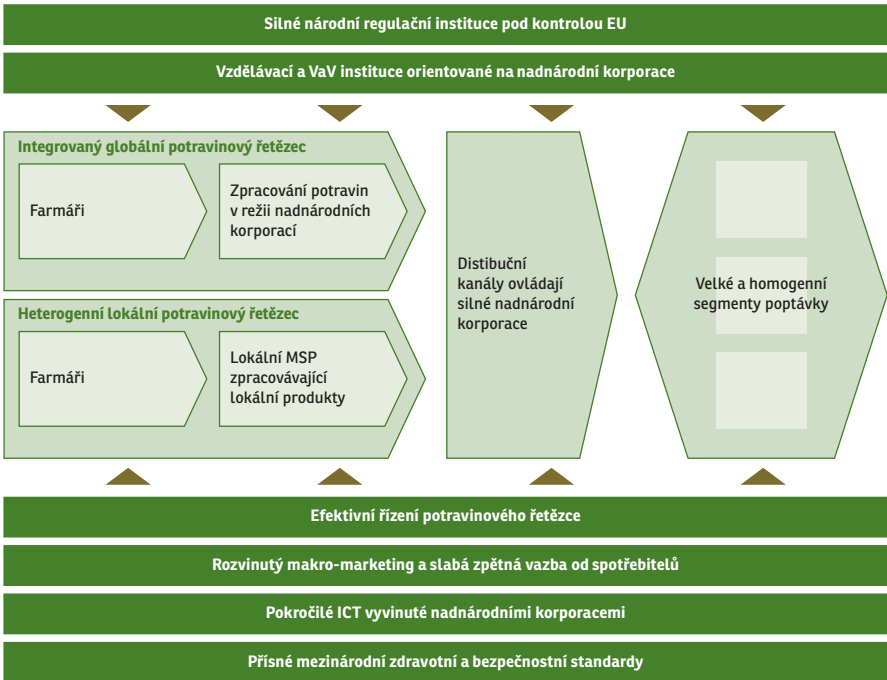 Silné národní regulační instituce pod kontrolou EU
Vzdělávací a VaV instituce orientované na nadnárodní korporace
Integrovaný globální potravinový řetězec
Farmáři
Zpracování potravin
v režii nadnárodních
korporací
Heterogenní lokální potravinový řetězec
Farmáři
Lokální MSP
zpracovávající
lokální produkty
Distibuční
kanály ovládají
silné nadnárodní
korporace
Velké a homogenní
segmenty poptávky
Efektivní řízení potravinového řetězce
Rozvinutý makro-marketing a slabá zpětná vazba od spotřebitelů
Pokročilé ICT vyvinuté nadnárodními korporacemi
Přísné mezinárodní zdravotní a bezpečnostní standardy